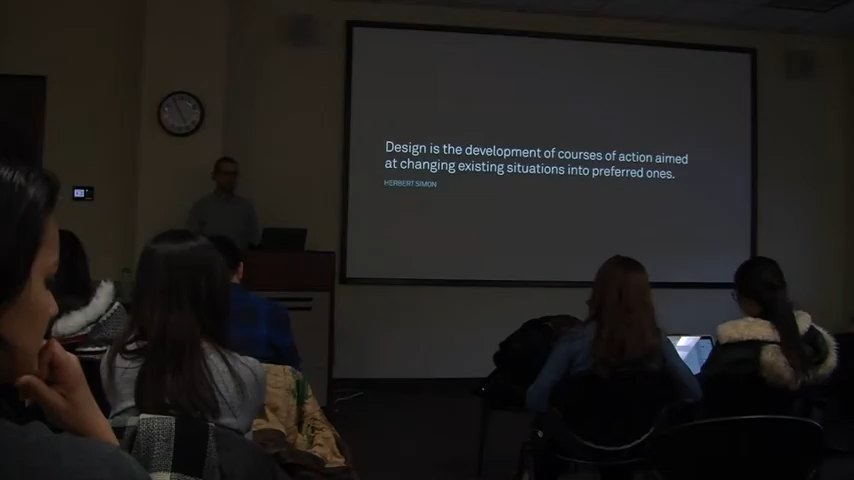 Design is the development of courses of action aimed
at changing existing situations into preferred ones.
HERBERT SIMON